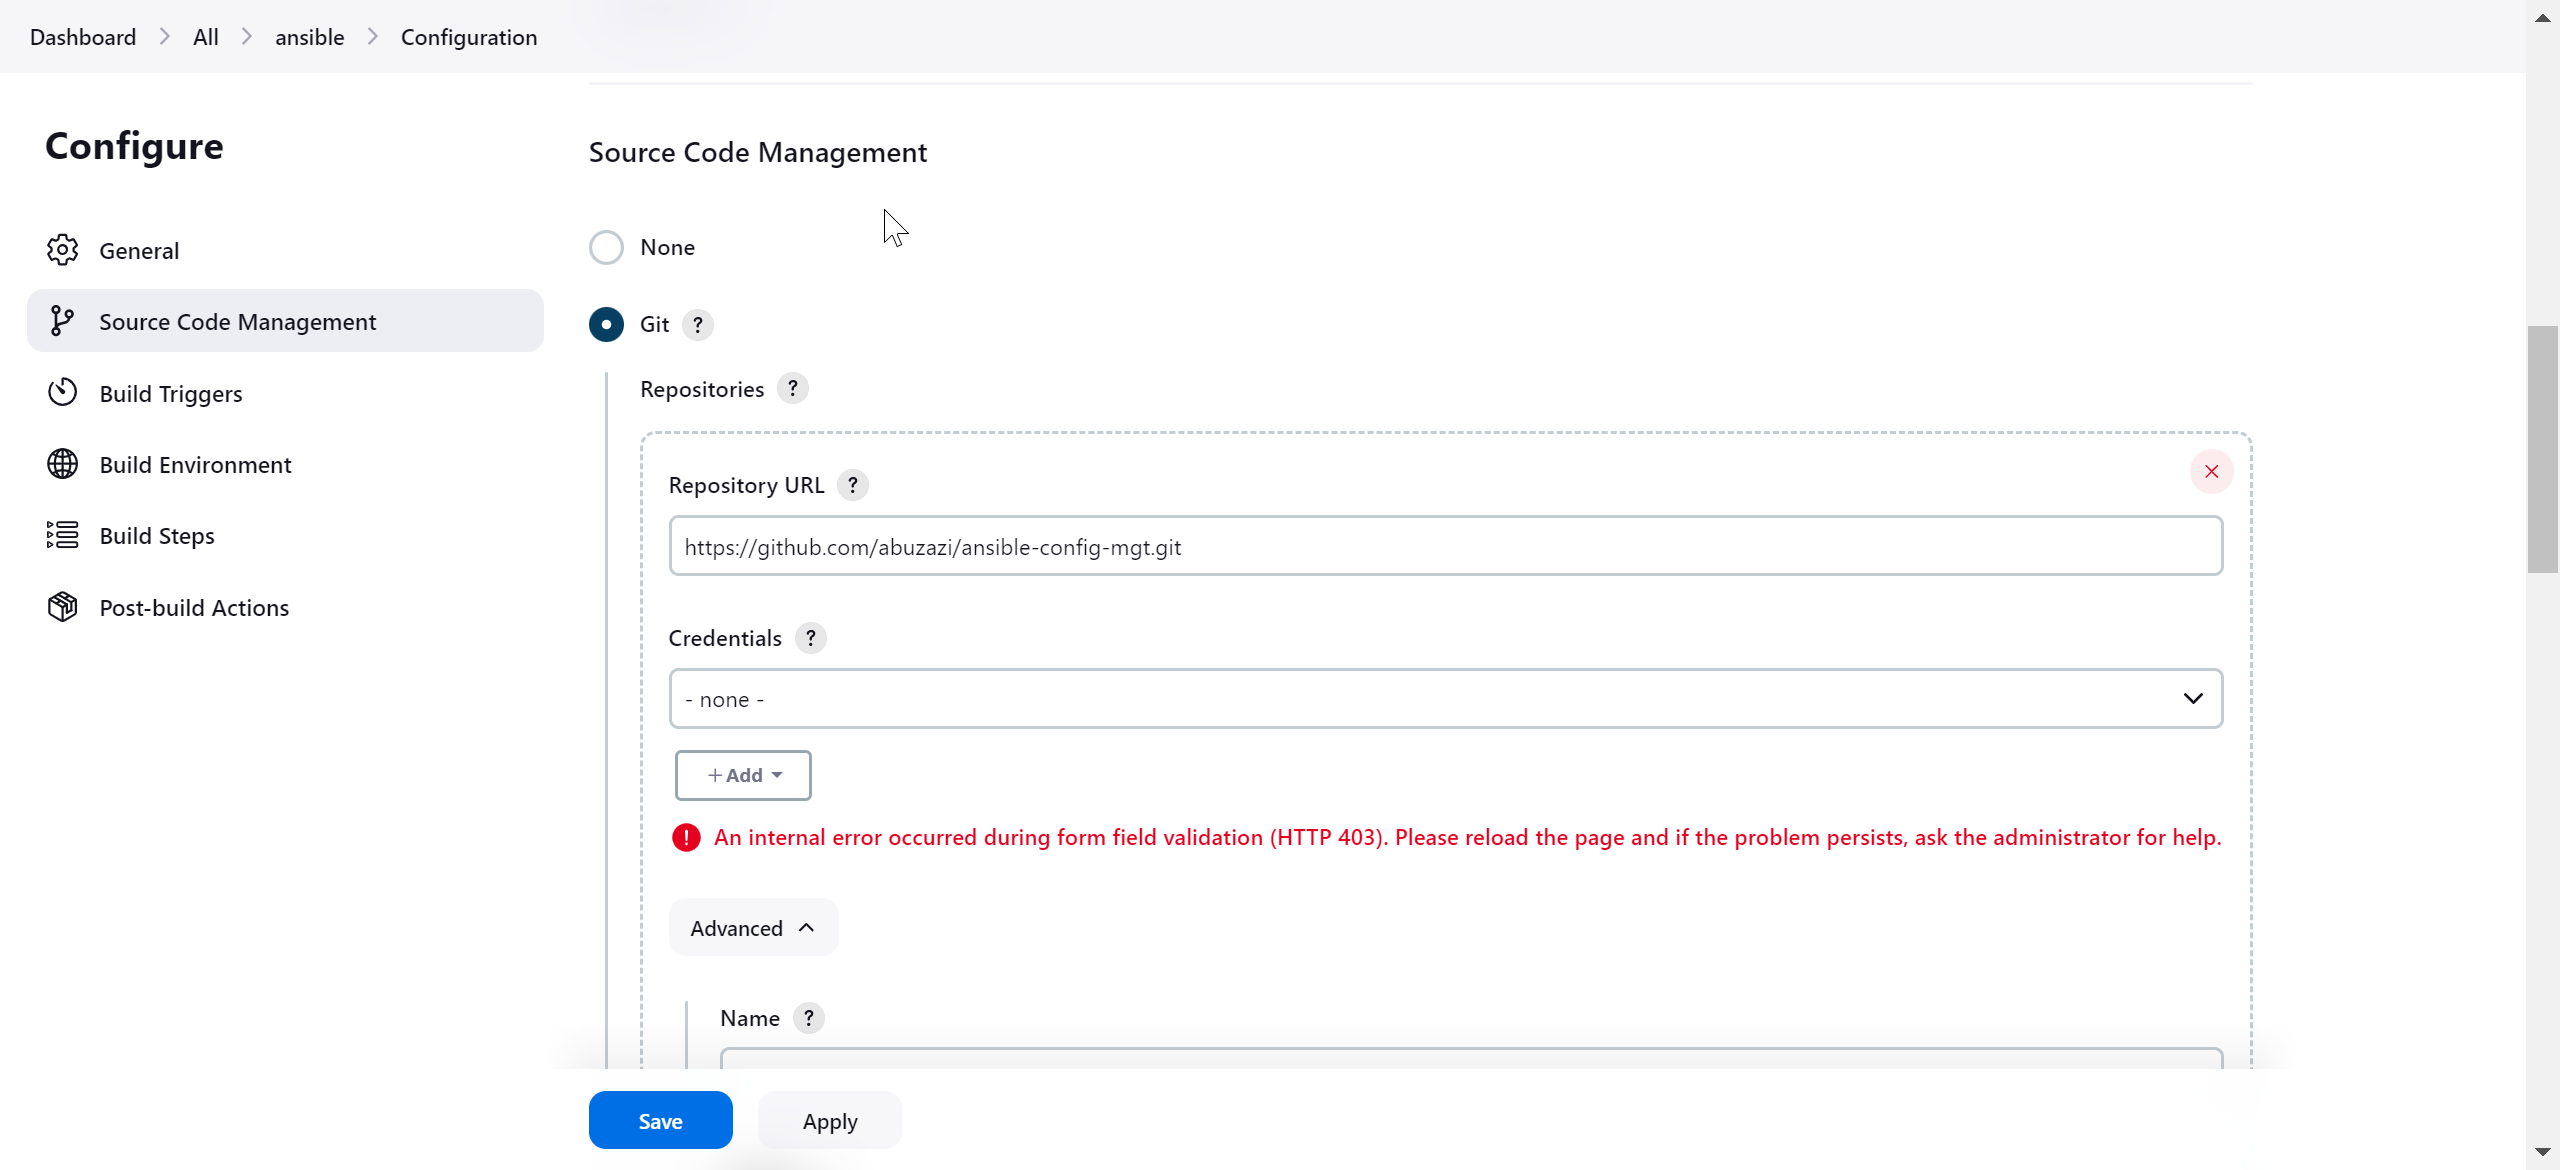 Dashboard > All > ansible > Configuration
Configure
General
Source Code Management
Build Triggers
Build Environment
Build Steps
Post-build Actions
Source Code Management
None
Git ?
Repositories ?
Repository URL ?
https://github.com/abuzazi/ansible-config-mgt.git
Credentials ?
- none -
+ Add
! An internal error occurred during form field validation (HTTP 403). Please reload the page and if the problem persists, ask the administrator for help.
Advanced
Name ?
Save Apply